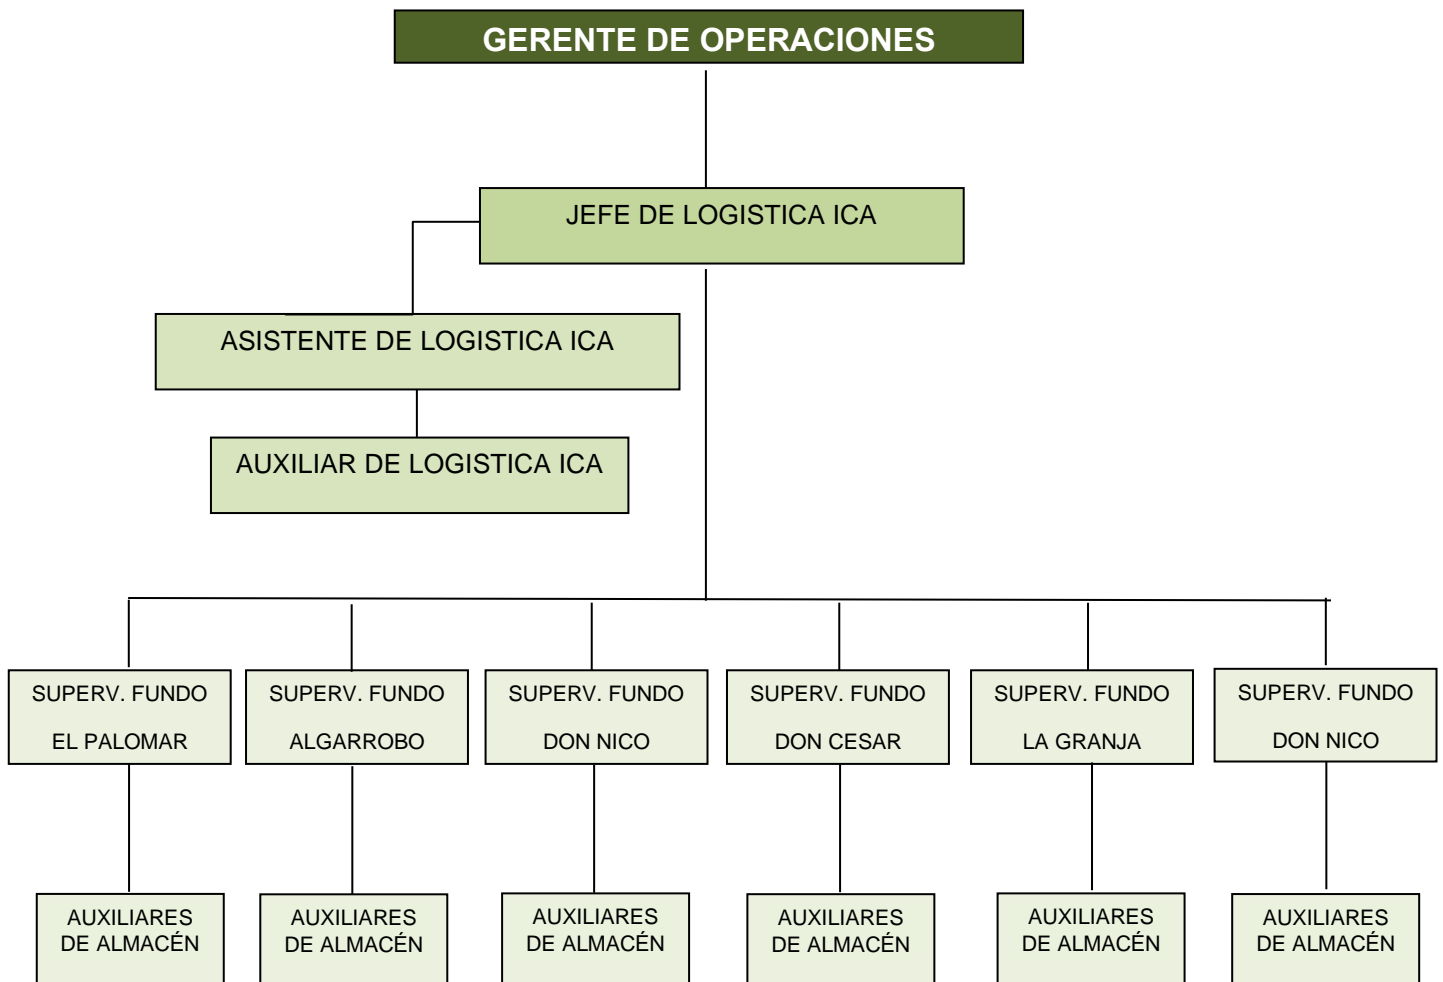 GERENTE DE OPERACIONES
JEFE DE LOGISTICA ICA
ASISTENTE DE LOGISTICA ICA
AUXILIAR DE LOGISTICA ICA
SUPERV. FUNDO
EL PALOMAR
SUPERV. FUNDO
ALGARROBO
SUPERV. FUNDO
DON NICO
SUPERV. FUNDO
DON CESAR
SUPERV. FUNDO
LA GRANJA
SUPERV. FUNDO
DON NICO
AUXILIARES
DE ALMACÉN
AUXILIARES
DE ALMACÉN
AUXILIARES
DE ALMACÉN
AUXILIARES
DE ALMACÉN
AUXILIARES
DE ALMACÉN
AUXILIARES
DE ALMACÉN